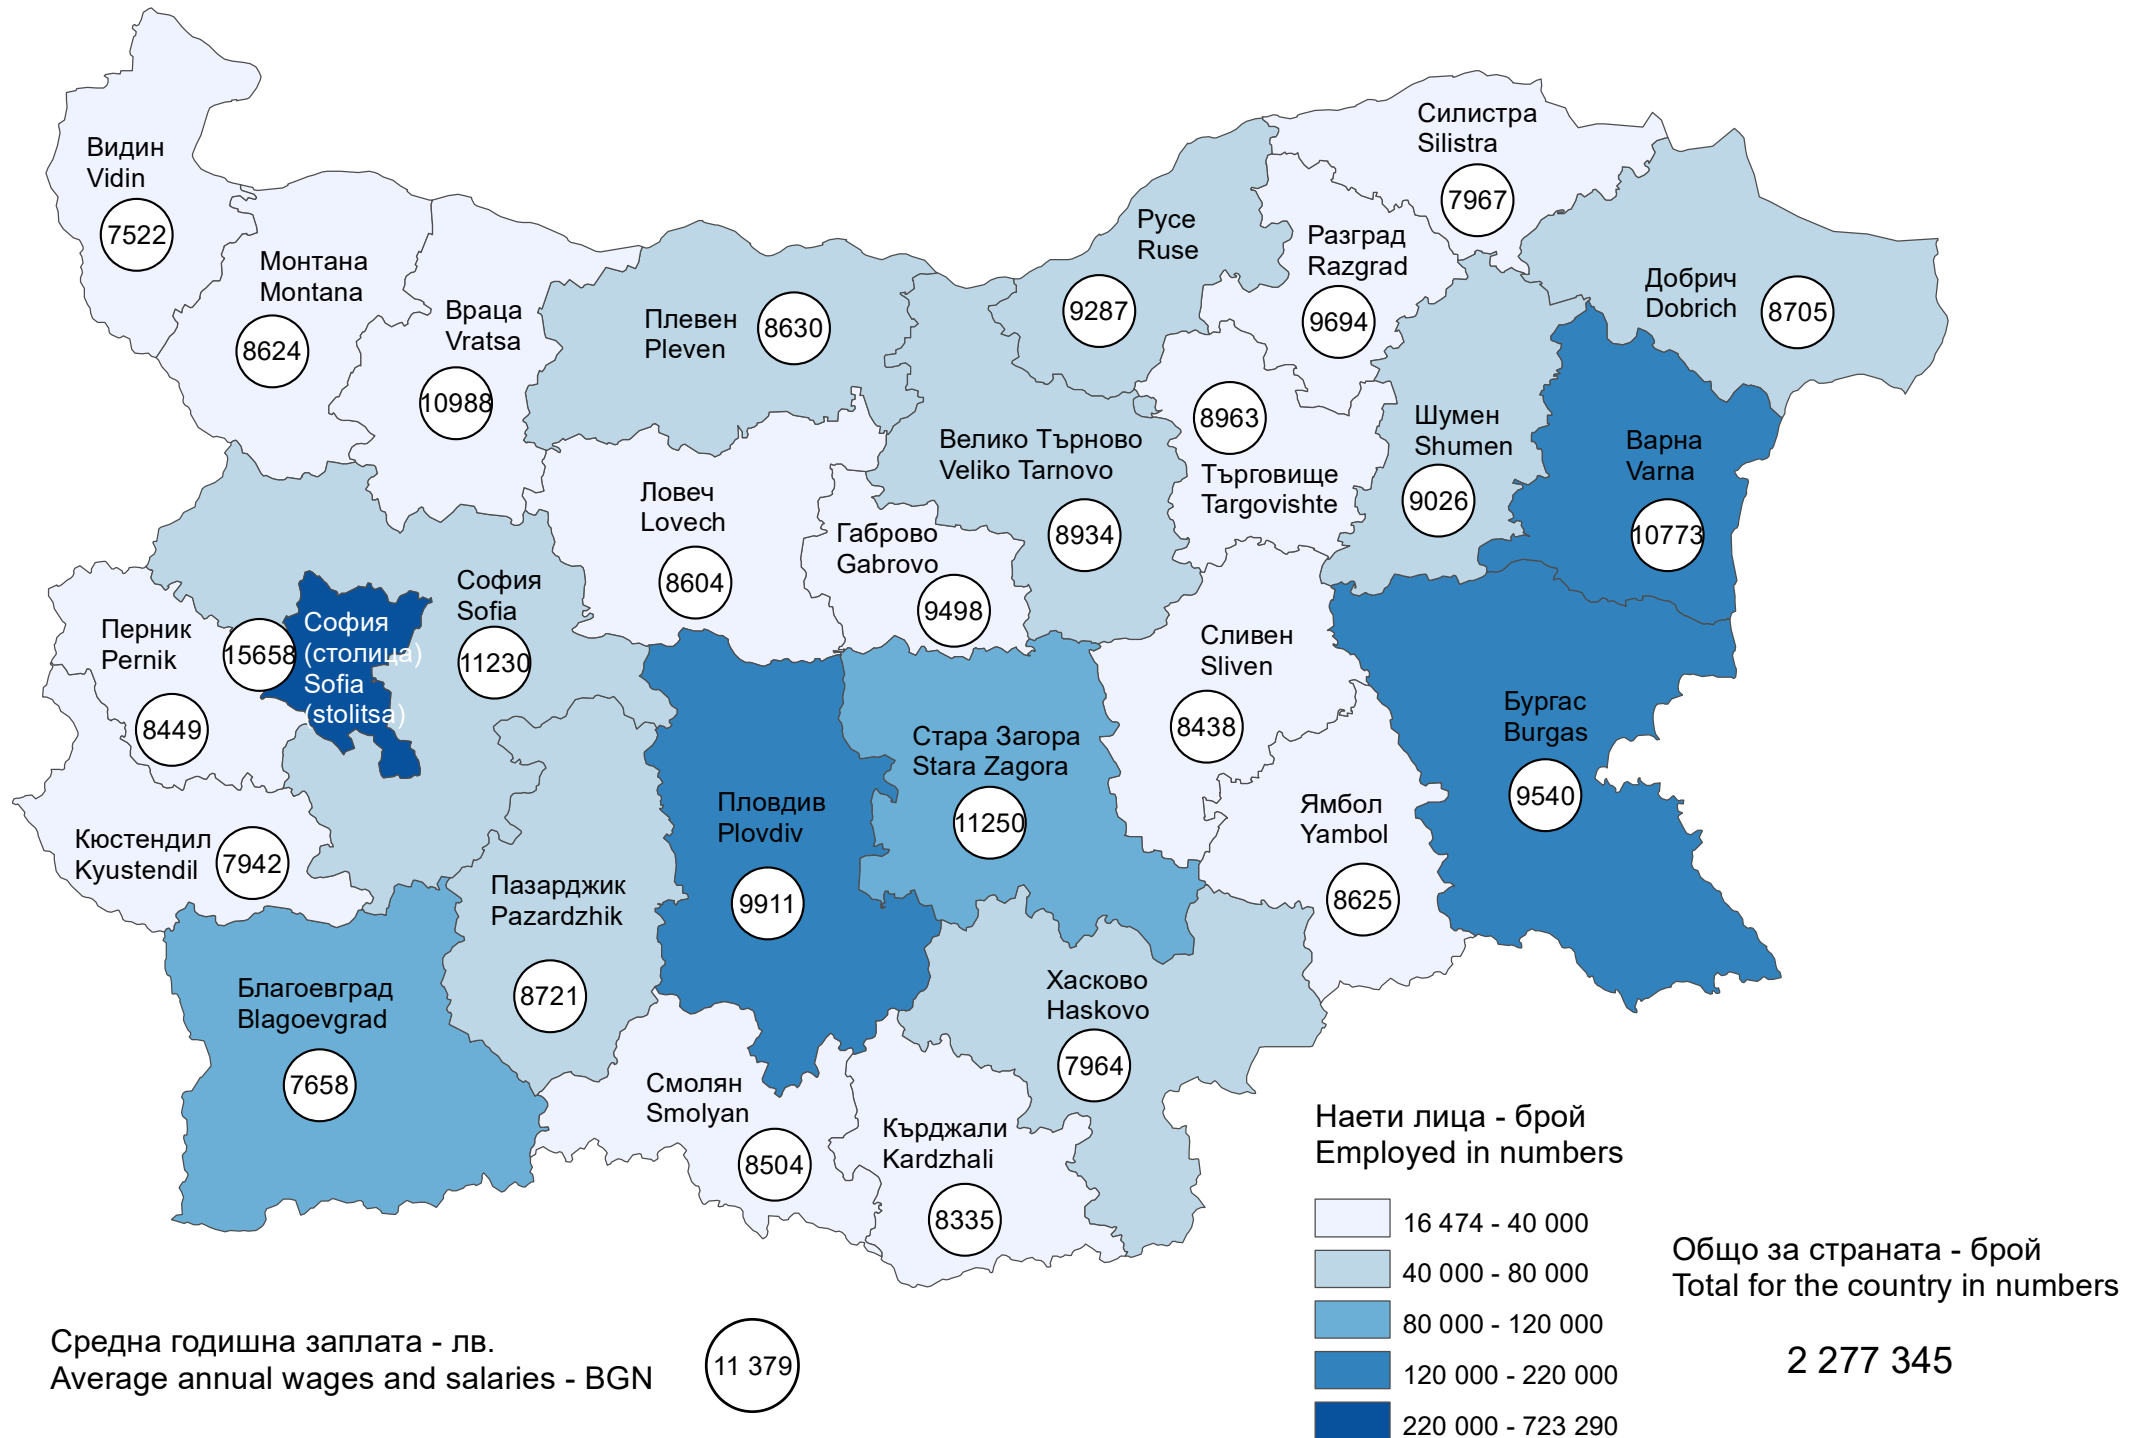 Видин
Vidin
7522
Монтана
Montana
8624
Враца
Vratsa
10988
Плевен
Pleven
8630
Русе
Ruse
9287
Силистра
Silistra
7967
Разград
Razgrad
9694
Добрич
Dobrich
8705
Велико Търново
Veliko Tarnovo
8934
8963
Търговище
Targovishte
Шумен
Shumen
9026
Варна
Varna
10773
Ловеч
Lovech
8604
Габрово
Gabrovo
9498
София
Sofia
11230
София
(столица)
Sofia
(stolitsa)
15658
Перник
Pernik
8449
Кюстендил
Kyustendil
7942
Сливен
Sliven
8438
Бургас
Burgas
9540
Стара Загора
Stara Zagora
11250
Ямбол
Yambol
8625
Пловдив
Plovdiv
9911
Пазарджик
Pazardzhik
8721
Благоевград
Blagoevgrad
7658
Хасково
Haskovo
7964
Смолян
Smolyan
8504
Кърджали
Kardzhali
8335
Наети лица - брой
Employed in numbers
16 474 - 40 000
40 000 - 80 000
80 000 - 120 000
120 000 - 220 000
220 000 - 723 290
Общо за страната - брой
Total for the country in numbers
2 277 345
Средна годишна заплата - лв.
Average annual wages and salaries - BGN
11 379